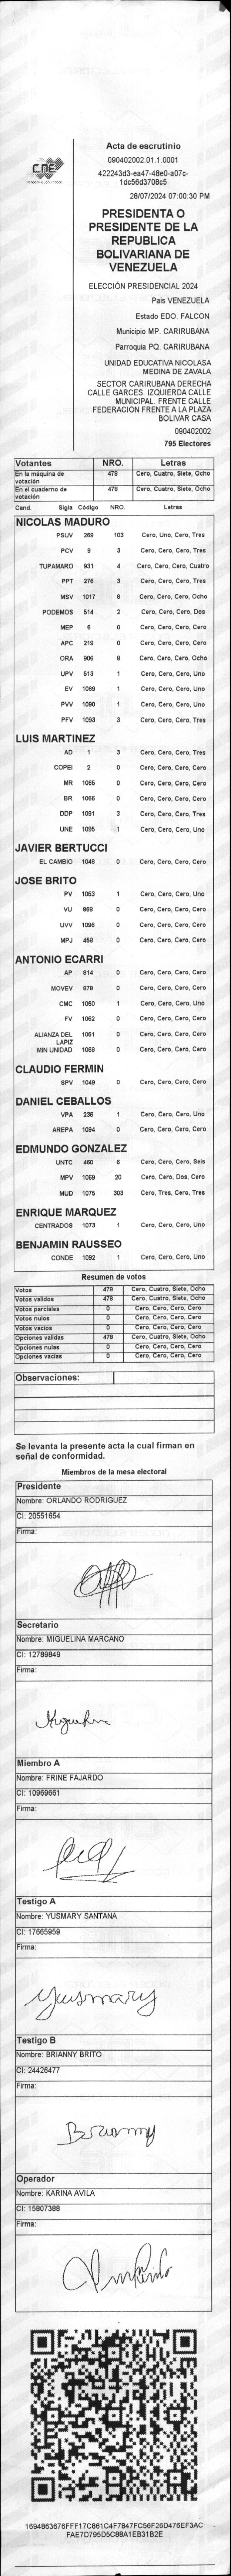 CNE
Acta de escrutinio
090402002.01.1.0001
422243d3-ea47-48e0-a07c-
1dc56d3708c5
28/07/2024 07:00:30 PM
PRESIDENTA O
PRESIDENTE DE LA
REPUBLICA
BOLIVARIANA DE
VENEZUELA
ELECCIÓN PRESIDENCIAL 2024
Pais VENEZUELA
Estado EDO. FALCON
Municipio MP. CARIRUBANA
Parroquia PQ. CARIRUBANA
UNIDAD EDUCATIVA NICOLASA
MEDINA DE ZAVALA
SECTOR CARIRUBANA DERECHA
CALLE GARCES. IZQUIERDA CALLE
MUNICIPAL. FRENTE CALLE
FEDERACION FRENTE A LA PLAZA
BOLIVAR CASA
090402002
795 Electores
Votantes NRO. Letras
En la máquina de votación 478 Cero, Cuatro, Siete, Ocho
En el cuaderno de votación 478 Cero, Cuatro, Siete, Ocho
Cand. Sigla Código NRO. Letras
NICOLAS MADURO
PSUV 269 103 Cero, Uno, Cero, Tres
PCV 9 3 Cero, Cero, Cero, Tres
TUPAMARO 931 4 Cero, Cero, Cero, Cuatro
PPT 276 3 Cero, Cero, Cero, Tres
MSV 1017 8 Cero, Cero, Cero, Ocho
PODEMOS 514 2 Cero, Cero, Cero, Dos
MEP 6 0 Cero, Cero, Cero, Cero
APC 219 0 Cero, Cero, Cero, Cero
ORA 906 8 Cero, Cero, Cero, Ocho
UPV 513 1 Cero, Cero, Cero, Uno
EV 1089 1 Cero, Cero, Cero, Uno
PVV 1090 1 Cero, Cero, Cero, Uno
PFV 1093 3 Cero, Cero, Cero, Tres
LUIS MARTINEZ
AD 1 3 Cero, Cero, Cero, Tres
COPEI 2 0 Cero, Cero, Cero, Cero
MR 1065 0 Cero, Cero, Cero, Cero
BR 1066 0 Cero, Cero, Cero, Cero
DDP 1091 3 Cero, Cero, Cero, Tres
UNE 1095 1 Cero, Cero, Cero, Uno
JAVIER BERTUCCI
EL CAMBIO 1048 0 Cero, Cero, Cero, Cero
JOSE BRITO
PV 1053 1 Cero, Cero, Cero, Uno
VU 868 0 Cero, Cero, Cero, Cero
UVV 1096 0 Cero, Cero, Cero, Cero
MPJ 458 0 Cero, Cero, Cero, Cero
ANTONIO ECARRI
AP 814 0 Cero, Cero, Cero, Cero
MOVEV 978 0 Cero, Cero, Cero, Cero
CMC 1050 1 Cero, Cero, Cero, Uno
FV 1062 0 Cero, Cero, Cero, Cero
ALIANZA DEL LAPIZ 1051 0 Cero, Cero, Cero, Cero
MIN UNIDAD 1069 0 Cero, Cero, Cero, Cero
CLAUDIO FERMIN
SPV 1049 0 Cero, Cero, Cero, Cero
DANIEL CEBALLOS
VPA 236 1 Cero, Cero, Cero, Uno
AREPA 1094 0 Cero, Cero, Cero, Cero
EDMUNDO GONZALEZ
UNTC 460 6 Cero, Cero, Cero, Seis
MPV 1069 20 Cero, Cero, Dos, Cero
MUD 1075 303 Cero, Tres, Cero, Tres
ENRIQUE MARQUEZ
CENTRADOS 1073 1 Cero, Cero, Cero, Uno
BENJAMIN RAUSSEO
CONDE 1092 1 Cero, Cero, Cero, Uno
Resumen de votos
Votos 478 Cero, Cuatro, Siete, Ocho
Votos validos 478 Cero, Cuatro, Siete, Ocho
Votos parciales 0 Cero, Cero, Cero, Cero
Votos nulos 0 Cero, Cero, Cero, Cero
Votos vacios 0 Cero, Cero, Cero, Cero
Opciones validas 478 Cero, Cuatro, Siete, Ocho
Opciones nulas 0 Cero, Cero, Cero, Cero
Opciones vacias 0 Cero, Cero, Cero, Cero
Observaciones:
Se levanta la presente acta la cual firman en
señal de conformidad.
Miembros de la mesa electoral
Presidente
Nombre: ORLANDO RODRIGUEZ
CI: 20551654
Firma:
Secretario
Nombre: MIGUELINA MARCANO
CI: 12789849
Firma:
Miembro A
Nombre: FRINE FAJARDO
CI: 10969661
Firma:
Testigo A
Nombre: YUSMARY SANTANA
CI: 17665959
Firma:
Yusmary
Testigo B
Nombre: BRIANNY BRITO
CI: 24426477
Firma:
Brianny
Operador
Nombre: KARINA AVILA
CI: 15807388
Firma:
1694863676FFF17C861C4F7847FC56F26D476EF3AC
FAE7D795D5C88A1EB31B2E